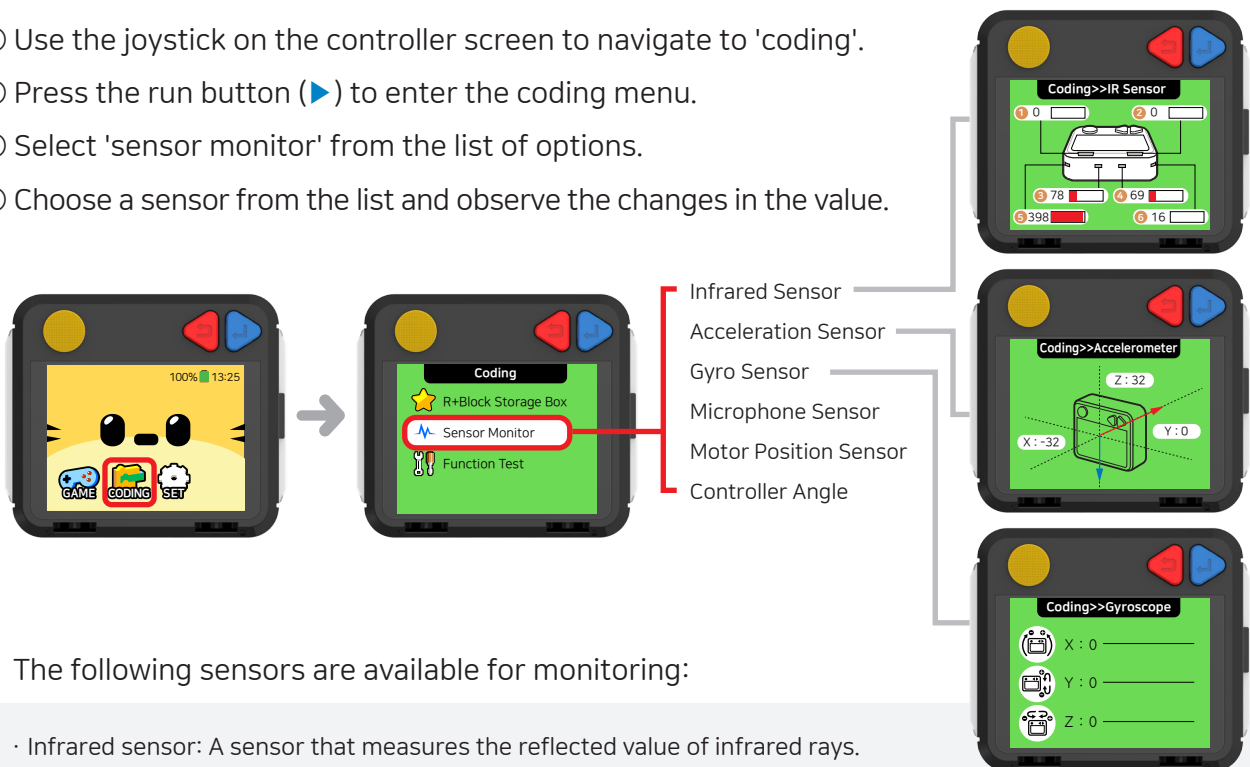 Use the joystick on the controller screen to navigate to 'coding'.
Press the run button (▶) to enter the coding menu.
Select 'sensor monitor' from the list of options.
Choose a sensor from the list and observe the changes in the value.
100% 13:25
GAME CODING SET
Coding
R+Block Storage Box
Sensor Monitor
Function Test
Infrared Sensor
Acceleration Sensor
Gyro Sensor
Microphone Sensor
Motor Position Sensor
Controller Angle
Coding>>IR Sensor
1 0 2 0
3 78 4 69
5 398 6 16
Coding>>Accelerometer
Z : 32
X : -32 Y : 0
Coding>>Gyroscope
X : 0
Y : 0
Z : 0
The following sensors are available for monitoring:
· Infrared sensor: A sensor that measures the reflected value of infrared rays.